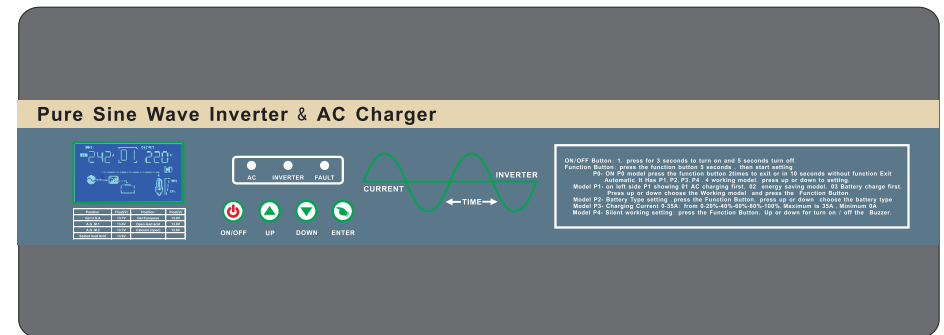 Pure Sine Wave Inverter & AC Charger
242 01 220
AC INVERTER FAULT
ON/OFF UP DOWN ENTER
CURRENT
INVERTER
TIME
ON/OFF Button : 1. press for 3 seconds to turn on and 5 seconds turn off.
Function Button : press the function button 5 seconds , then start setting.
P0- ON P0 model press the function button 2times to exit or in 10 seconds without function Exit
Automatic. It Has P1. P2. P3. P4 . 4 working model. press up or down to setting.
Model P1- on left side P1 showing 01 AC charging first. 02 energy saving model. 03 Battery charge first.
Press up or down choose the Working model and press the Function Button.
Model P2- Battery Type setting , press the Function Button. press up or down choose the battery type
Model P3- Charging Current 0-35A . from 0-20%-40%-60%-80%-100%. Maximum is 35A , Minimum 0A
Model P4- Silent working setting : press the Function Button. Up or down for turn on / off the Buzzer.